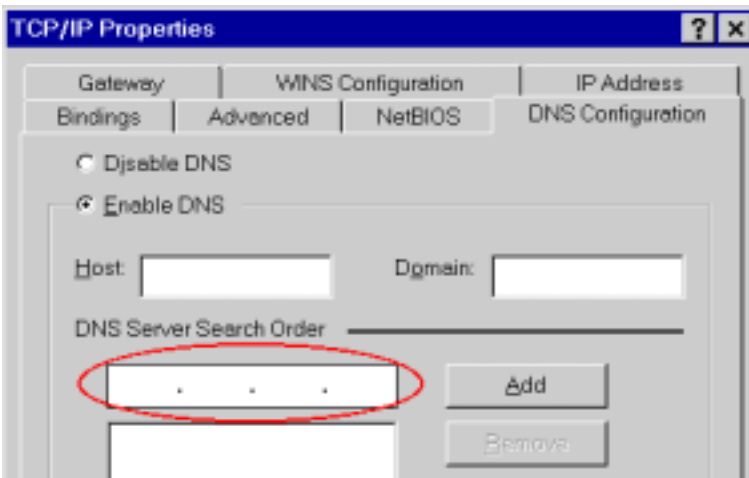 TCP/IP Properties ? ×
Gateway WINS Configuration IP Address
Bindings Advanced NetBIOS DNS Configuration
Disable DNS
Enable DNS
Host: Domain:
DNS Server Search Order
. . . Add
Remove